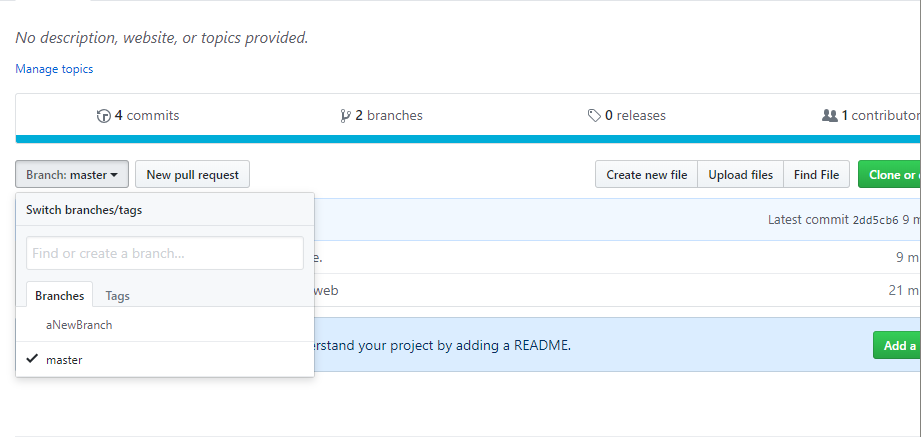 No description, website, or topics provided.
Manage topics
4 commits
2 branches
0 releases
1 contributor
Branch: master
New pull request
Create new file
Upload files
Find File
Clone or
Switch branches/tags
Latest commit 2dd5cb6 9 m
Find or create a branch...
e.
9 m
Branches
Tags
web
21 m
aNewBranch
erstand your project by adding a README.
Add a
master